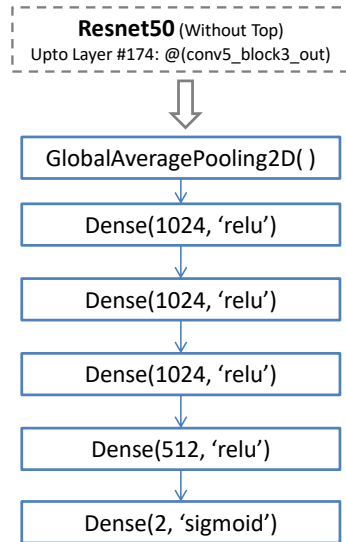 Resnet50 (Without Top)
Upto Layer #174: @(conv5_block3_out)
GlobalAveragePooling2D( )
Dense(1024, ‘relu’)
Dense(1024, ‘relu’)
Dense(1024, ‘relu’)
Dense(512, ‘relu’)
Dense(2, ‘sigmoid’)